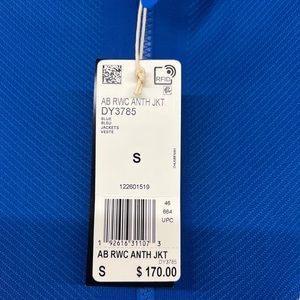 RFID
AB RWC ANTH JKT
DY3785
BLUE
BLEU
JACKETS
VESTE
S
122601519
46
664
UPC
1 92616 31107 3
AB RWC ANTH JKT
DY3785
S $ 170.00